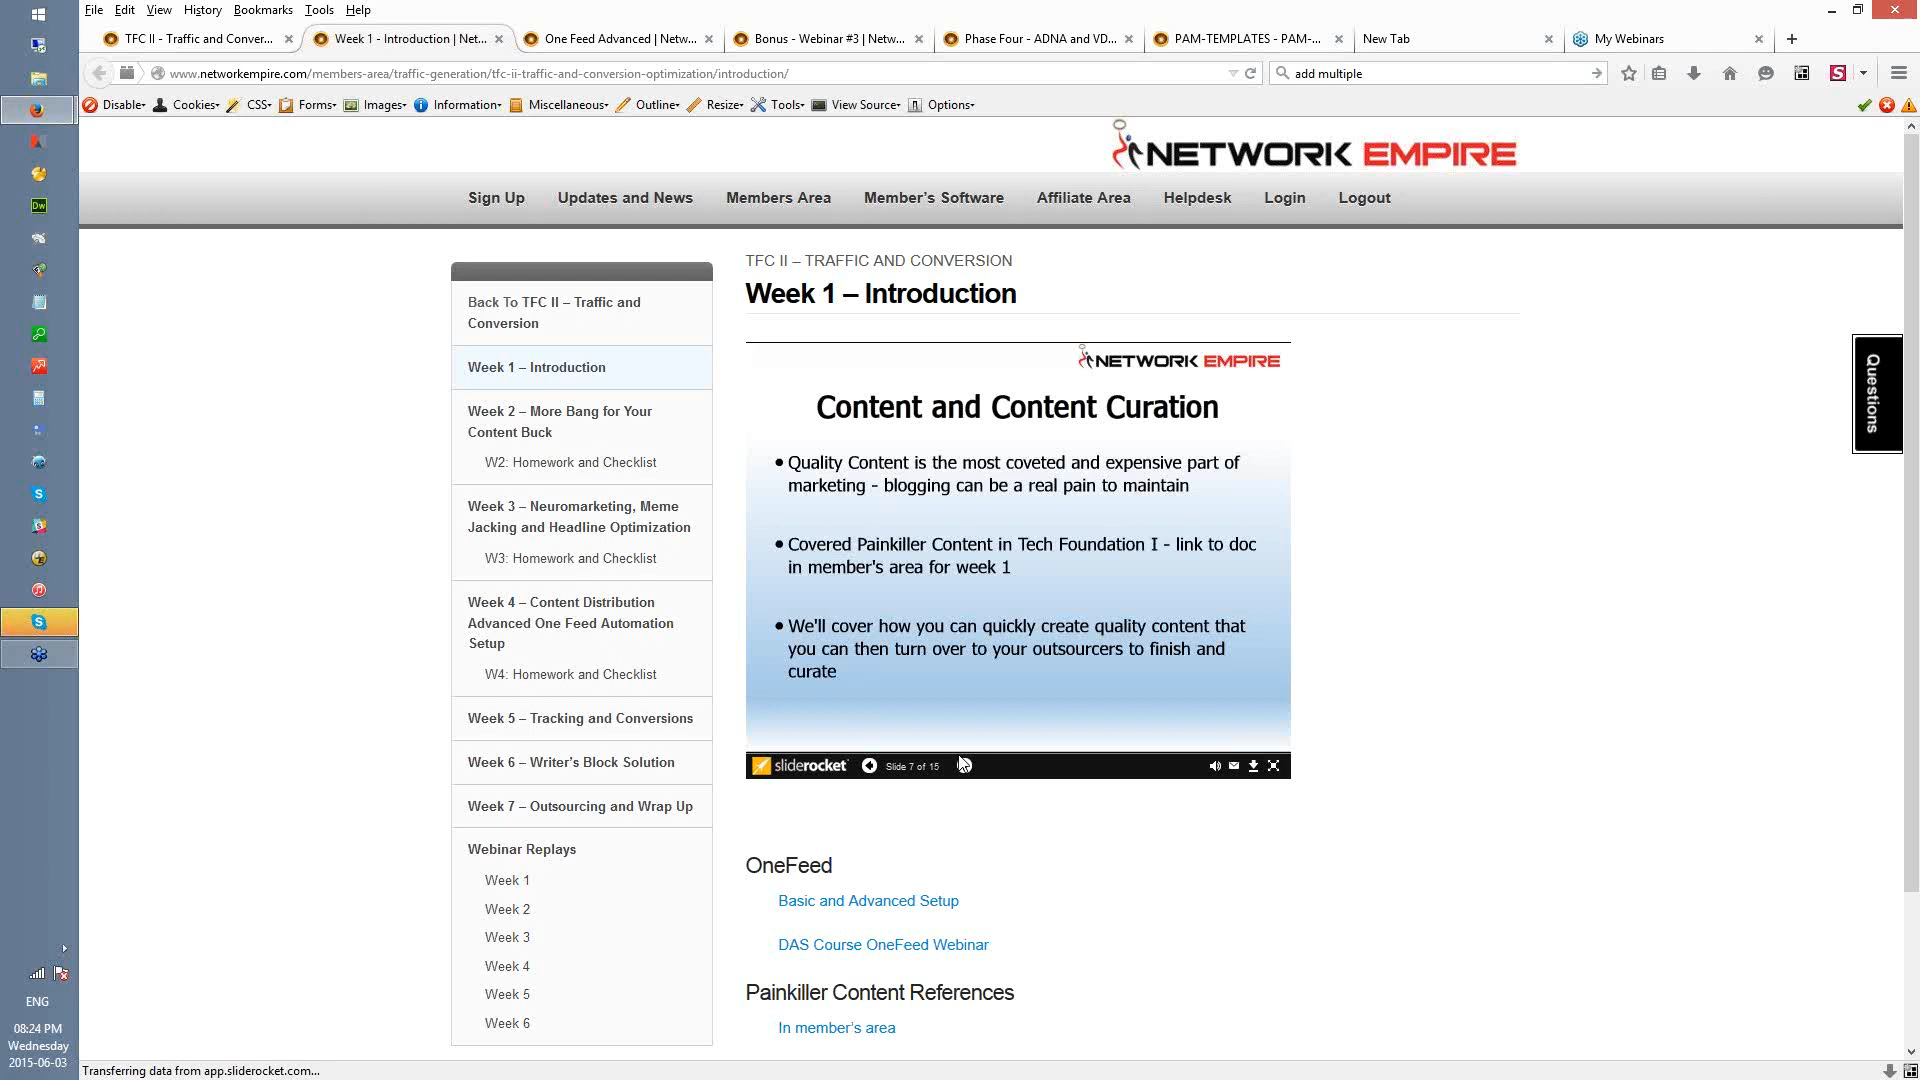 File Edit View History Bookmarks Tools Help
TFC II - Traffic and Conver... Week 1 - Introduction | Net... One Feed Advanced | Netw... Bonus - Webinar #3 | Netw... Phase Four - ADNA and VD... PAM-TEMPLATES - PAM-... New Tab My Webinars
www.networkempire.com/members-area/traffic-generation/tfc-ii-traffic-and-conversion-optimization/introduction/ add multiple
Disable Cookies CSS Forms Images Information Miscellaneous Outline Resize Tools View Source Options
NETWORK EMPIRE
Sign Up Updates and News Members Area Member's Software Affiliate Area Helpdesk Login Logout
Back To TFC II – Traffic and
Conversion
Week 1 – Introduction
Week 2 – More Bang for Your
Content Buck
W2: Homework and Checklist
Week 3 – Neuromarketing, Meme
Jacking and Headline Optimization
W3: Homework and Checklist
Week 4 – Content Distribution
Advanced One Feed Automation
Setup
W4: Homework and Checklist
Week 5 – Tracking and Conversions
Week 6 – Writer's Block Solution
Week 7 – Outsourcing and Wrap Up
Webinar Replays
Week 1
Week 2
Week 3
Week 4
Week 5
Week 6
TFC II – TRAFFIC AND CONVERSION
Week 1 – Introduction
NETWORK EMPIRE
Content and Content Curation
• Quality Content is the most coveted and expensive part of
marketing - blogging can be a real pain to maintain
• Covered Painkiller Content in Tech Foundation I - link to doc
in member's area for week 1
• We'll cover how you can quickly create quality content that
you can then turn over to your outsourcers to finish and
curate
sliderocket Slide 7 of 15
OneFeed
Basic and Advanced Setup
DAS Course OneFeed Webinar
Painkiller Content References
In member's area
Questions
Dw
ENG
08:24 PM
Wednesday
2015-06-03
Transferring data from app.sliderocket.com...